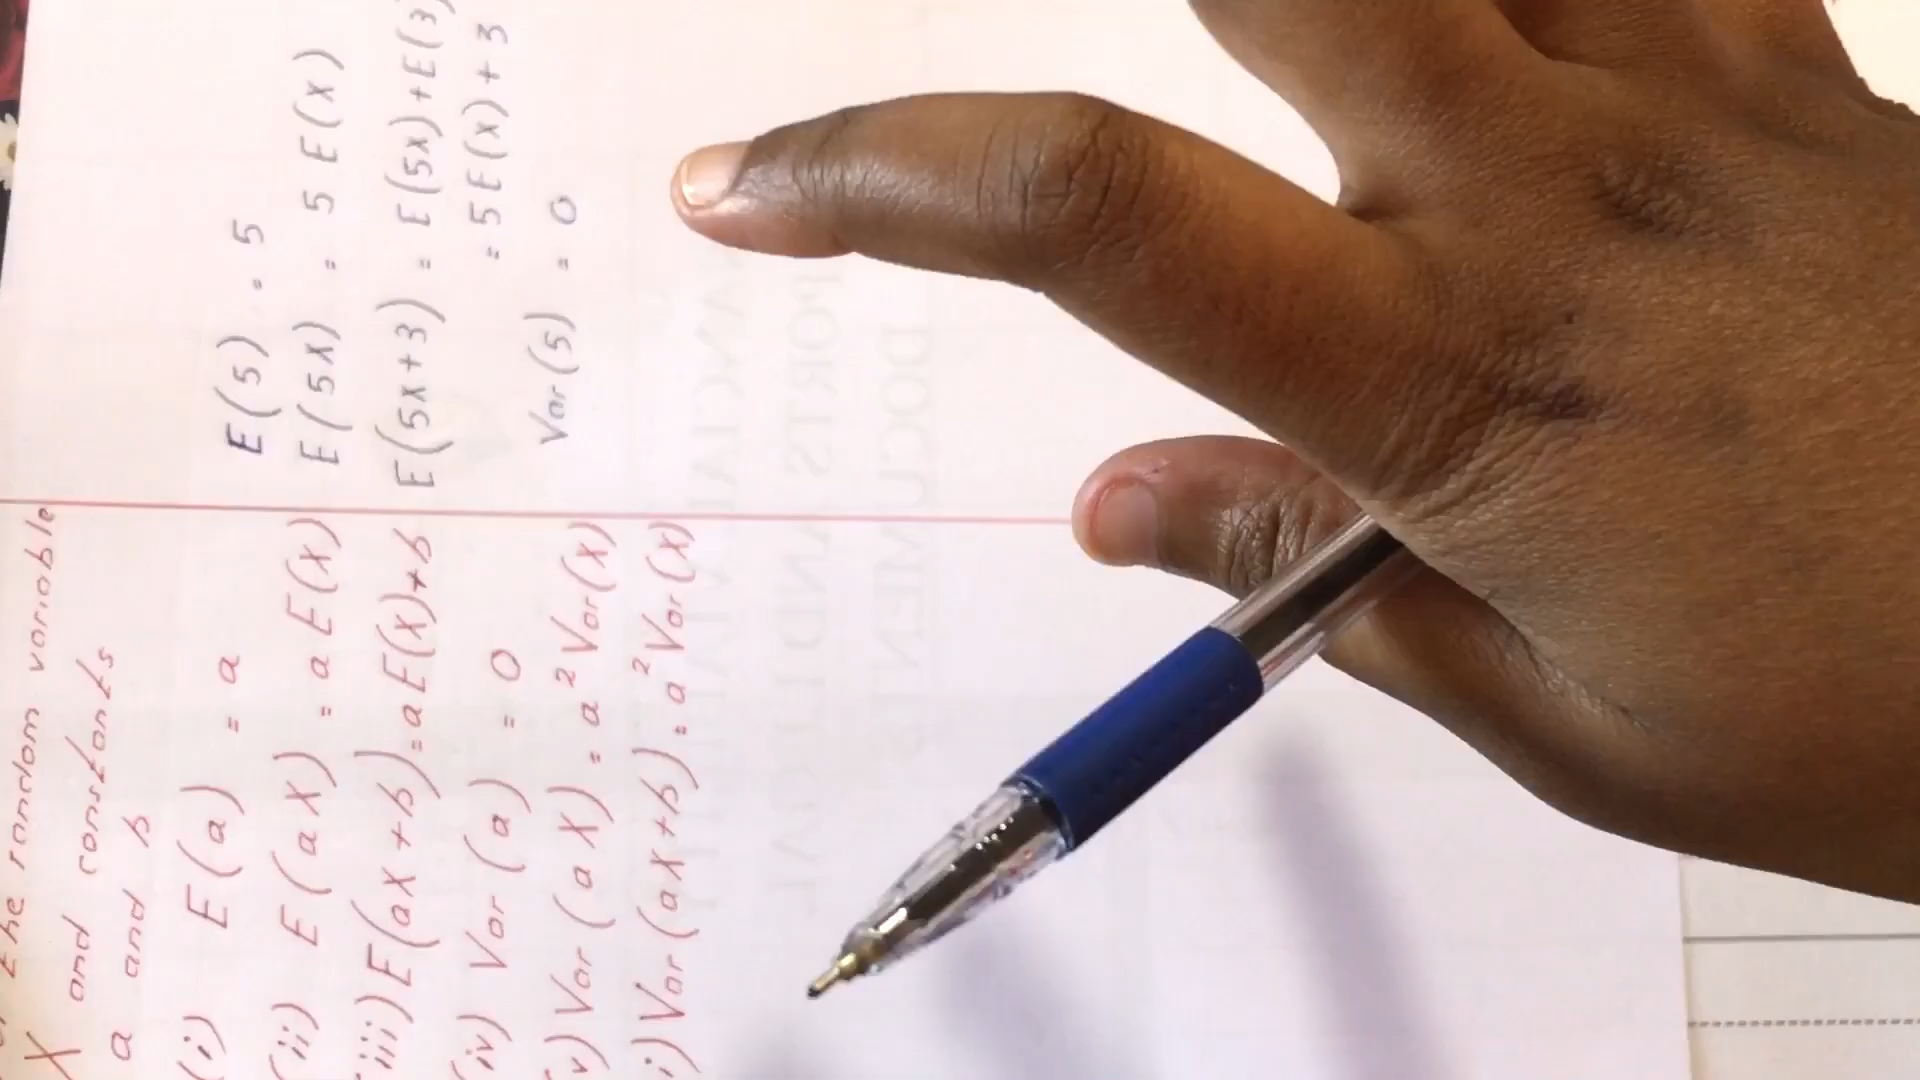 the random variable
X and constants
a and b
(i) E(a) = a
(ii) E(aX) = aE(X)
(iii) E(aX+b) = aE(X)+b
(iv) Var(a) = 0
v) Var(aX) = a²Var(X)
i) Var(aX+b) = a²Var(X)
E(5) = 5
E(5X) = 5E(X)
E(5X+3) = E(5X)+E(3)
= 5E(X)+3
Var(5) = 0
DOCUMENT